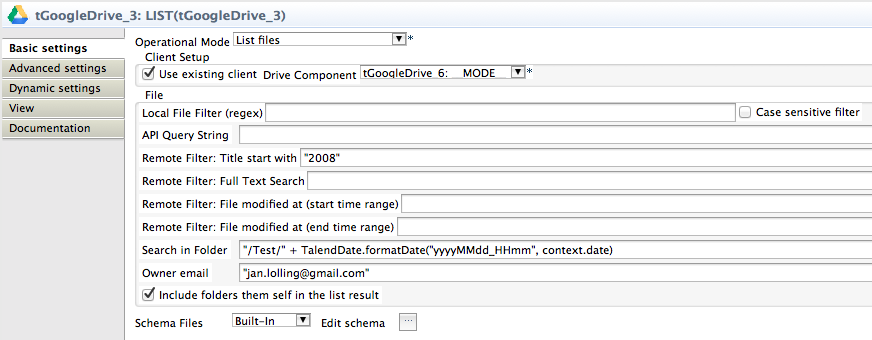 tGoogleDrive_3: LIST(tGoogleDrive_3)
Basic settings
Advanced settings
Dynamic settings
View
Documentation
Operational Mode List files *
Client Setup
Use existing client Drive Component tGoogleDrive_6: __MODE__ *
File
Local File Filter (regex) Case sensitive filter
API Query String
Remote Filter: Title start with "2008"
Remote Filter: Full Text Search
Remote Filter: File modified at (start time range)
Remote Filter: File modified at (end time range)
Search in Folder "/Test/" + TalendDate.formatDate("yyyyMMdd_HHmm", context.date)
Owner email "jan.lolling@gmail.com"
Include folders them self in the list result
Schema Files Built-In Edit schema ...